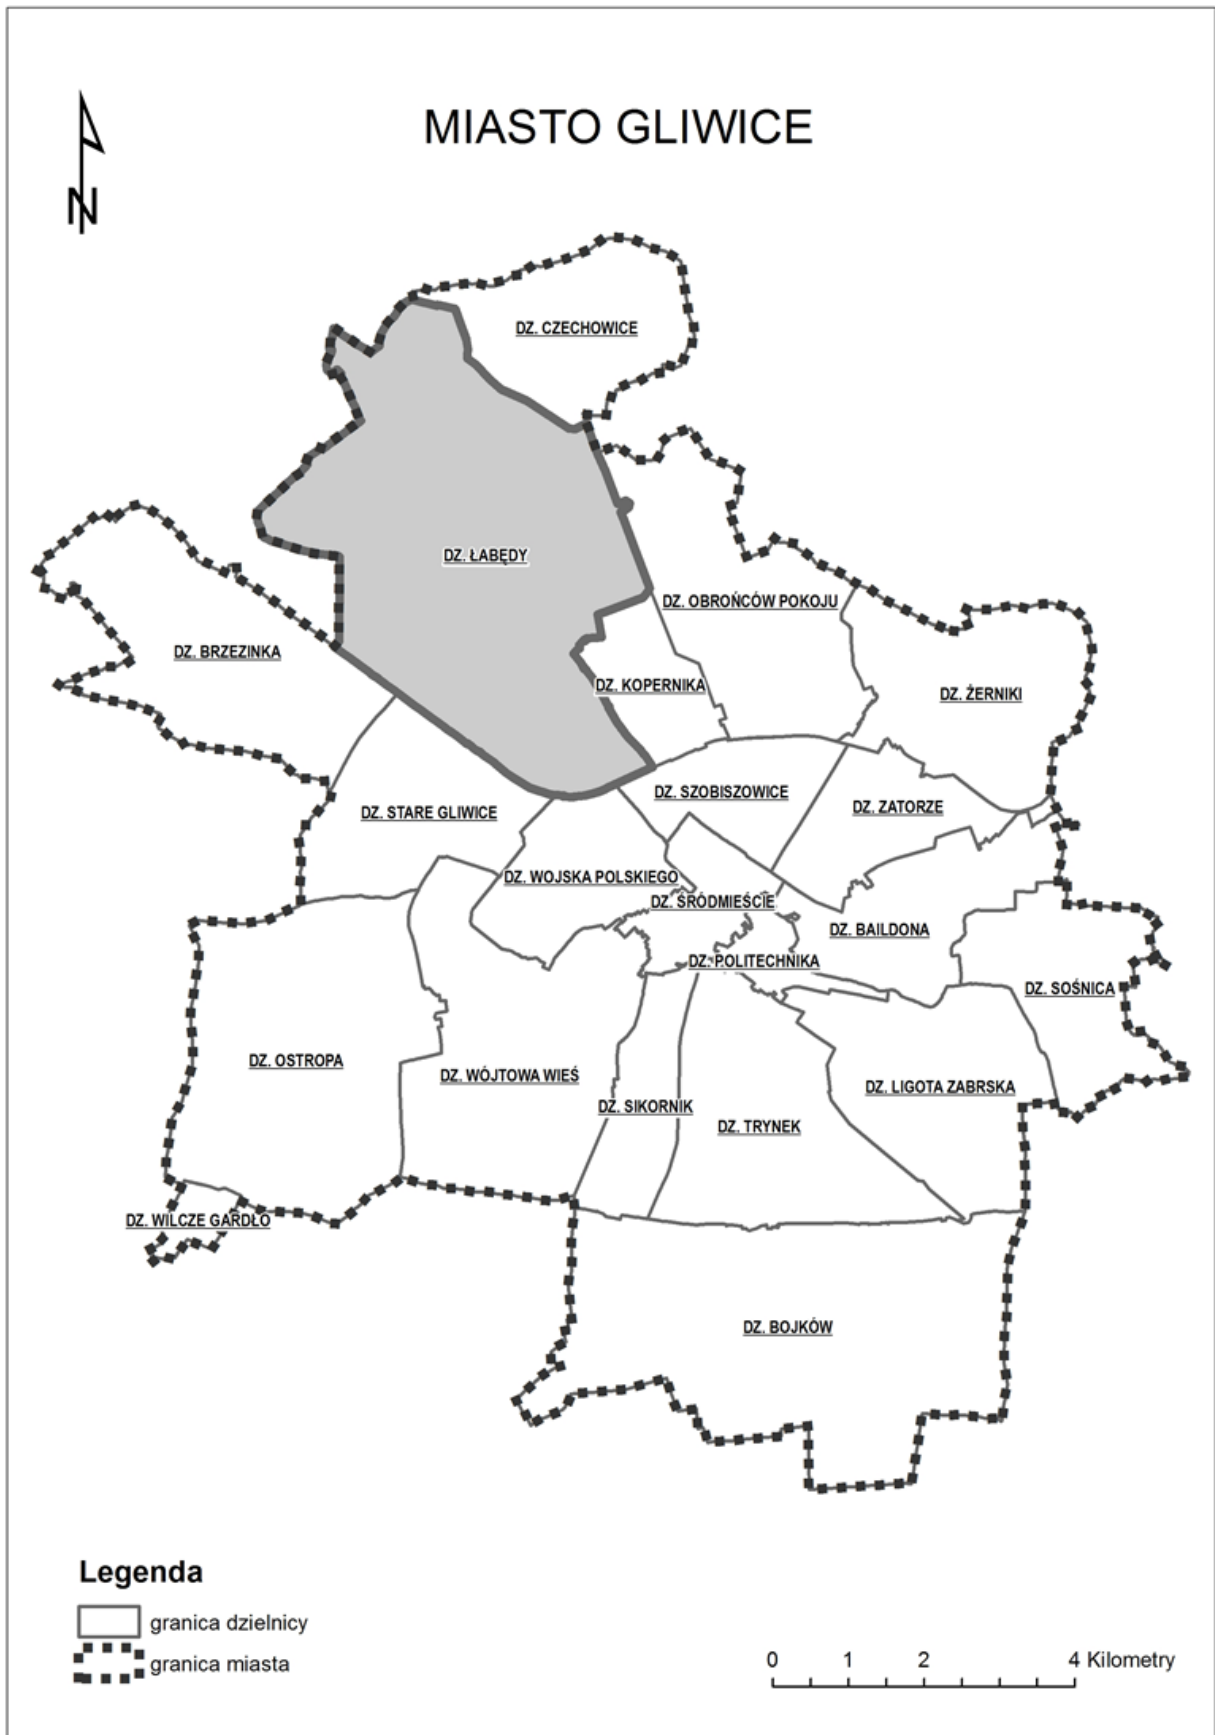 MIASTO GLIWICE
N
DZ. CZECHOWICE
DZ. ŁABĘDY
DZ. OBROŃCÓW POKOJU
DZ. BRZEZINKA
DZ. KOPERNIKA
DZ. ŻERNIKI
DZ. SZOBISZOWICE
DZ. ZATORZE
DZ. STARE GLIWICE
DZ. WOJSKA POLSKIEGO
DZ. ŚRÓDMIEŚCIE
DZ. BAILDONA
DZ. POLITECHNIKA
DZ. SOŚNICA
DZ. OSTROPA
DZ. WÓJTOWA WIEŚ
DZ. LIGOTA ZABRSKA
DZ. SIKORNIK
DZ. TRYNEK
DZ. WILCZE GARDŁO
DZ. BOJKÓW
Legenda
granica dzielnicy
granica miasta
0 1 2 4 Kilometry